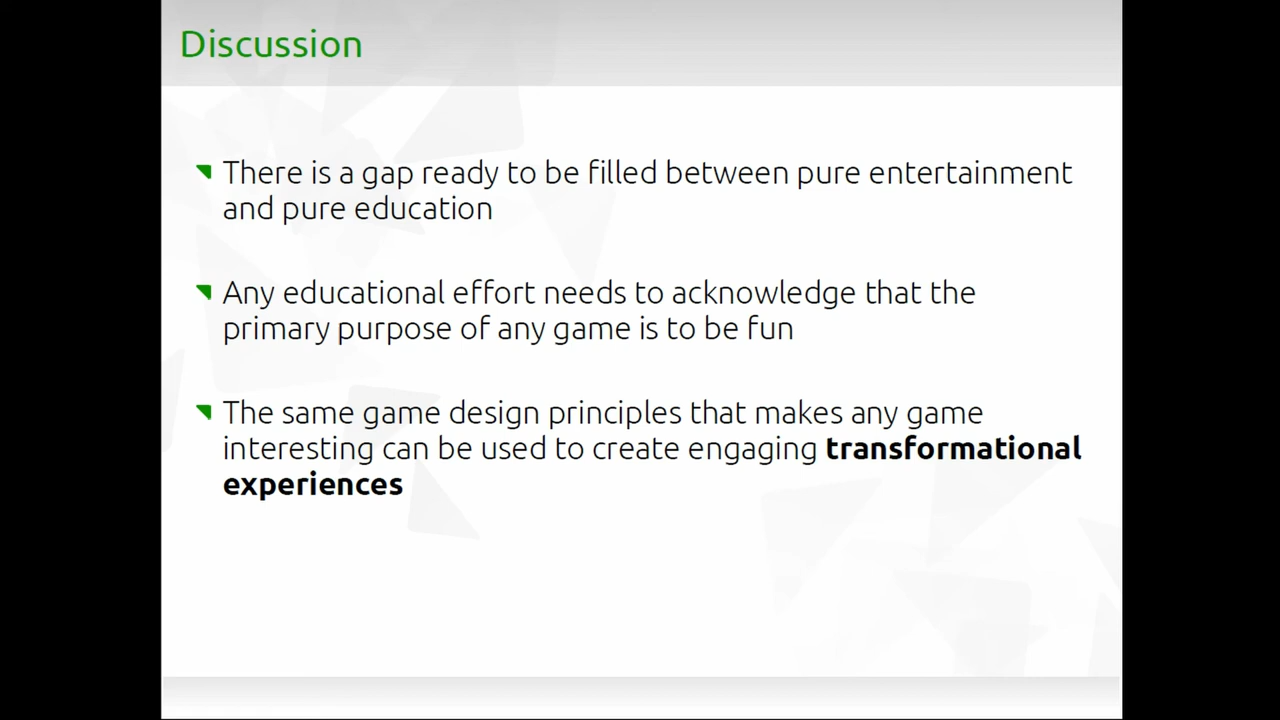 Discussion
There is a gap ready to be filled between pure entertainment
and pure education
Any educational effort needs to acknowledge that the
primary purpose of any game is to be fun
The same game design principles that makes any game
interesting can be used to create engaging transformational
experiences